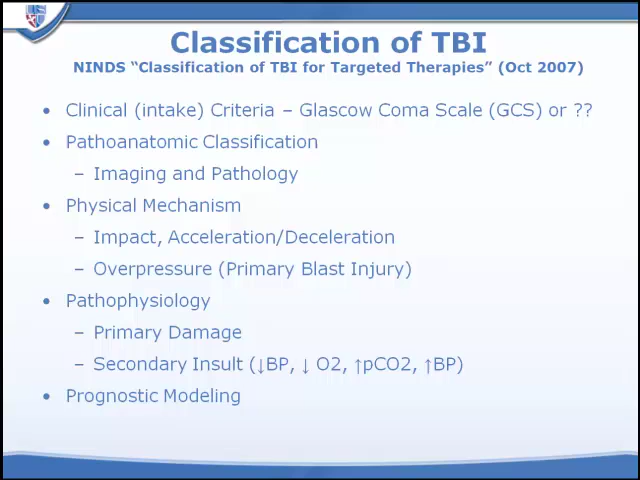 Classification of TBI
NINDS “Classification of TBI for Targeted Therapies” (Oct 2007)
• Clinical (intake) Criteria – Glascow Coma Scale (GCS) or ??
• Pathoanatomic Classification
– Imaging and Pathology
• Physical Mechanism
– Impact, Acceleration/Deceleration
– Overpressure (Primary Blast Injury)
• Pathophysiology
– Primary Damage
– Secondary Insult (↓BP, ↓ O2, ↑pCO2, ↑BP)
• Prognostic Modeling